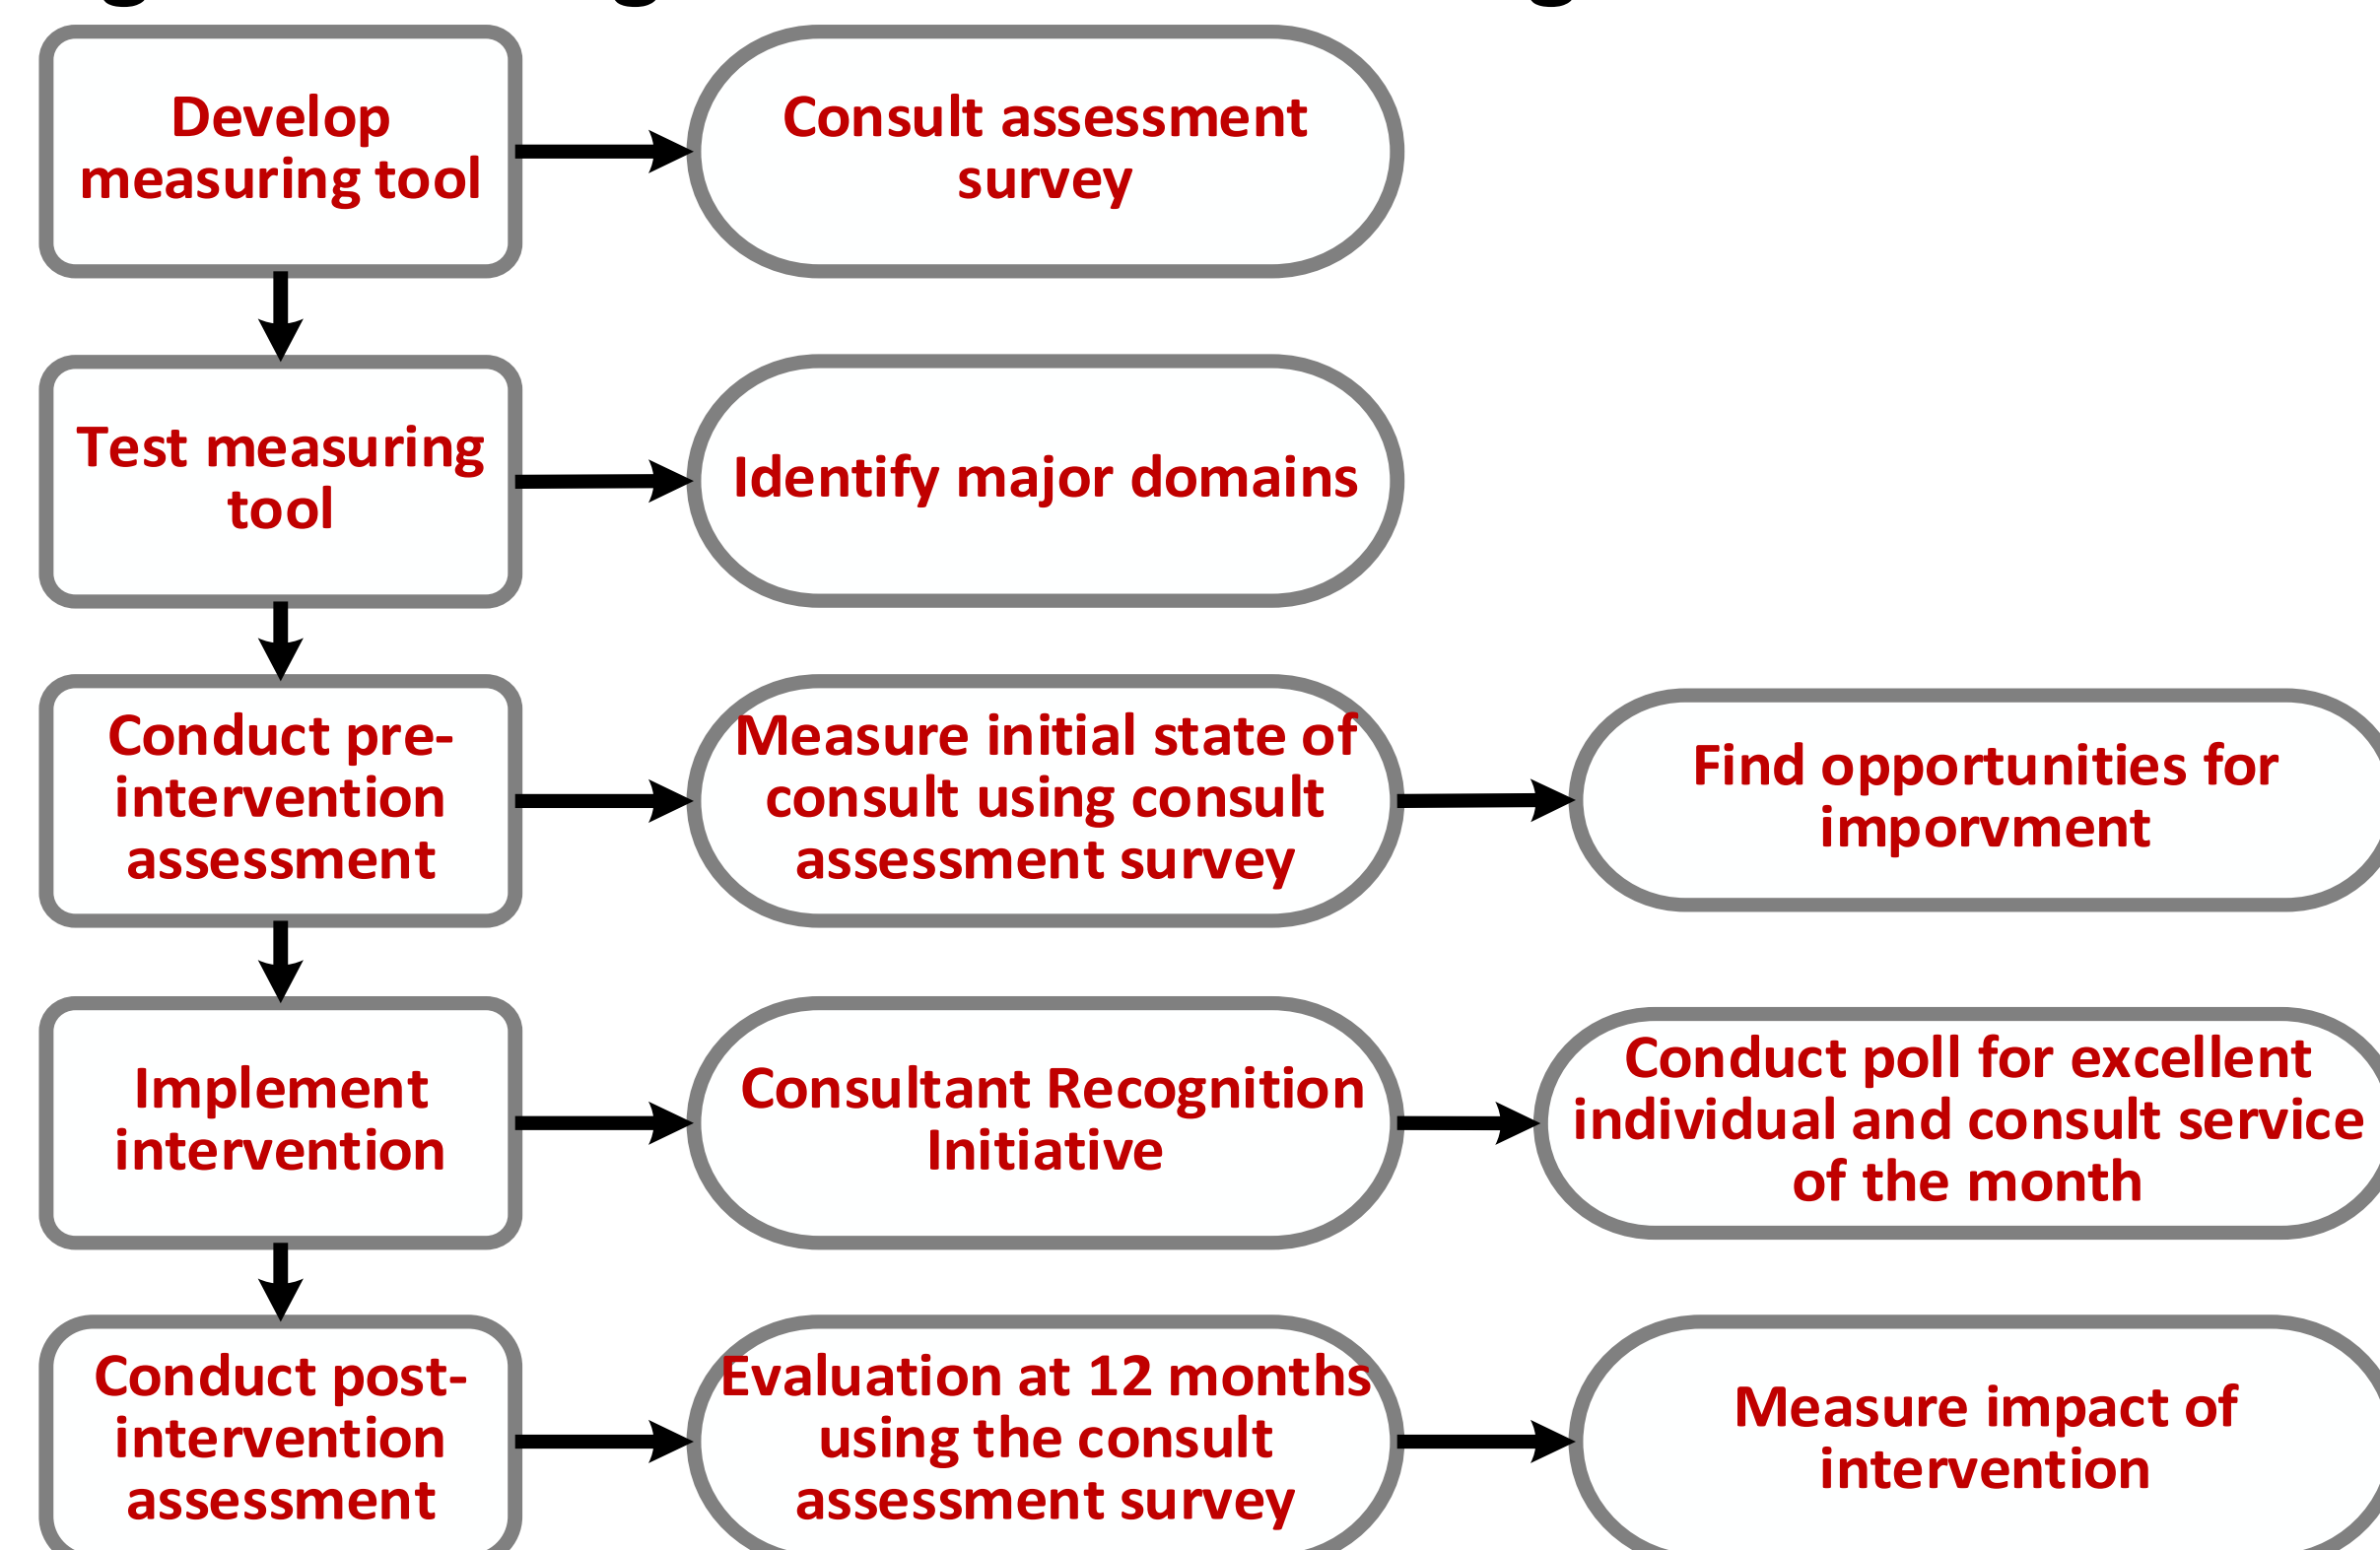 Develop
measuring tool
Consult assessment
survey
Test measuring
tool
Identify major domains
Conduct pre-
intervention
assessment
Measure initial state of
consult using consult
assessment survey
Find opportunities for
imporvment
Implement
intervention
Consultant Recognition
Initiative
Conduct poll for excellent
individual and consult service
of the month
Conduct post-
intervention
assessment
Evaluation at 12 months
using the consult
assessment survey
Measure impact of
intervention